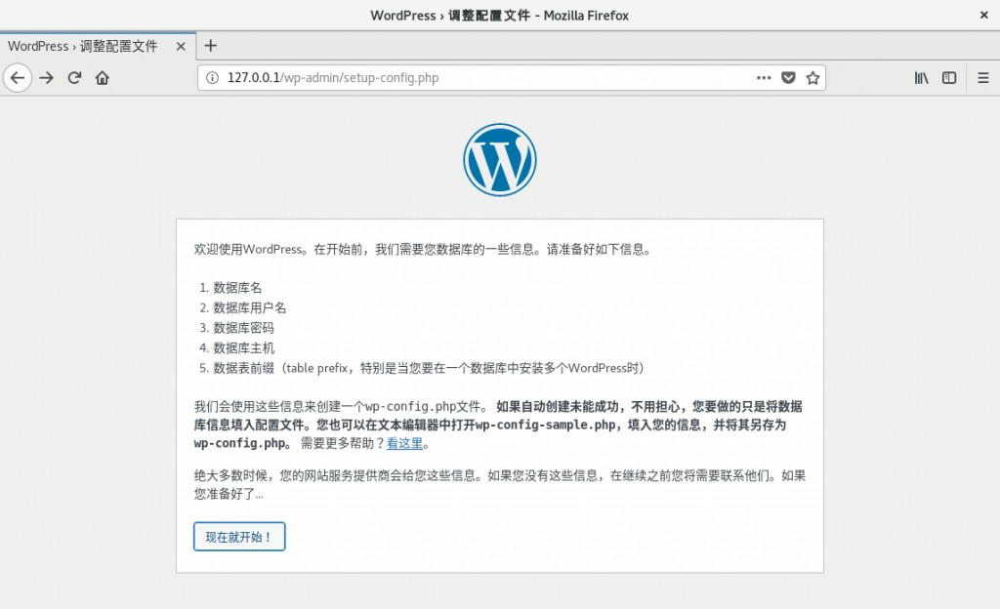 WordPress › 调整配置文件 - Mozilla Firefox
WordPress › 调整配置文件
127.0.0.1/wp-admin/setup-config.php
欢迎使用WordPress。在开始前，我们需要您数据库的一些信息。请准备好如下信息。
1. 数据库名
2. 数据库用户名
3. 数据库密码
4. 数据库主机
5. 数据表前缀（table prefix，特别是当您要在一个数据库中安装多个WordPress时）
我们会使用这些信息来创建一个wp-config.php文件。 如果自动创建未能成功，不用担心，您要做的只是将数据
库信息填入配置文件。您也可以在文本编辑器中打开wp-config-sample.php，填入您的信息，并将其另存为
wp-config.php。 需要更多帮助？看这里。
绝大多数时候，您的网站服务提供商会给您这些信息。如果您没有这些信息，在继续之前您将需要联系他们。如果
您准备好了…
现在就开始！